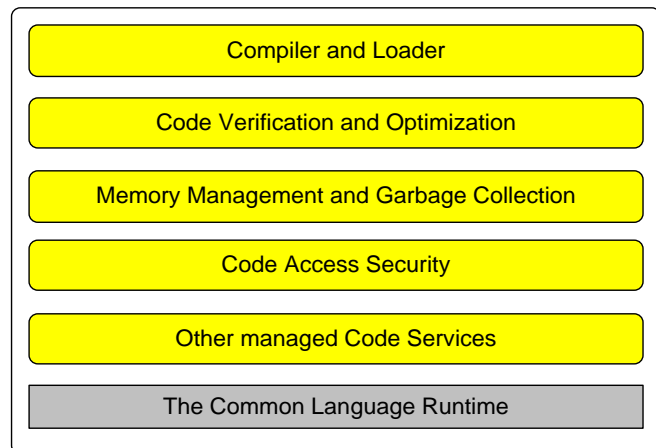 Compiler and Loader
Code Verification and Optimization
Memory Management and Garbage Collection
Code Access Security
Other managed Code Services
The Common Language Runtime